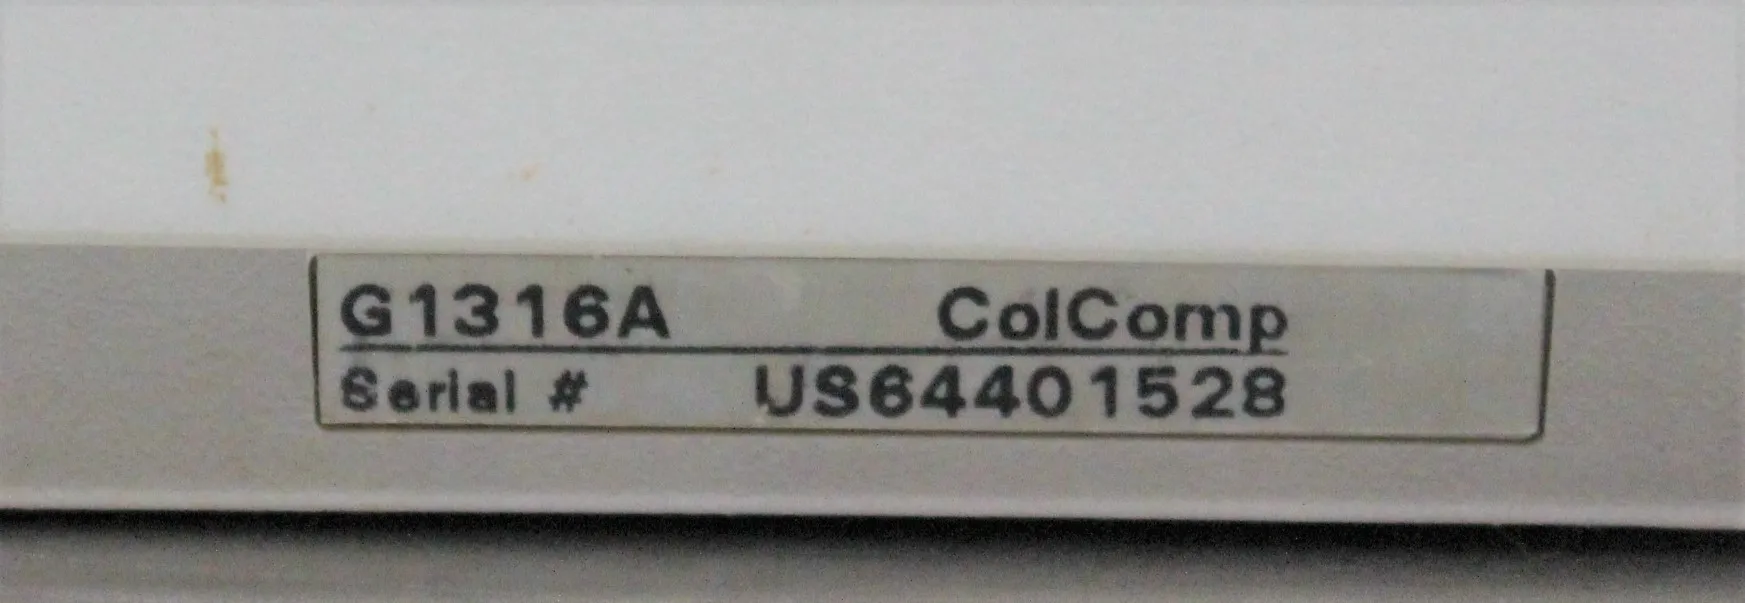 G1316A ColComp
Serial # US64401528